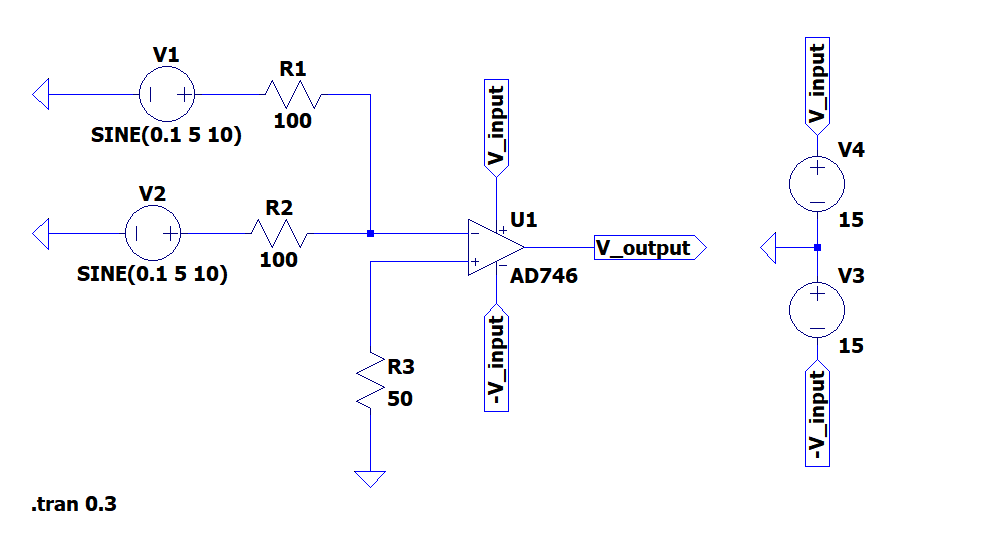 V1
R1
SINE(0.1 5 10)
100
V2
R2
SINE(0.1 5 10)
100
V_input
U1
AD746
V_output
-V_input
R3
50
V_input
V4
15
V3
15
-V_input
.tran 0.3